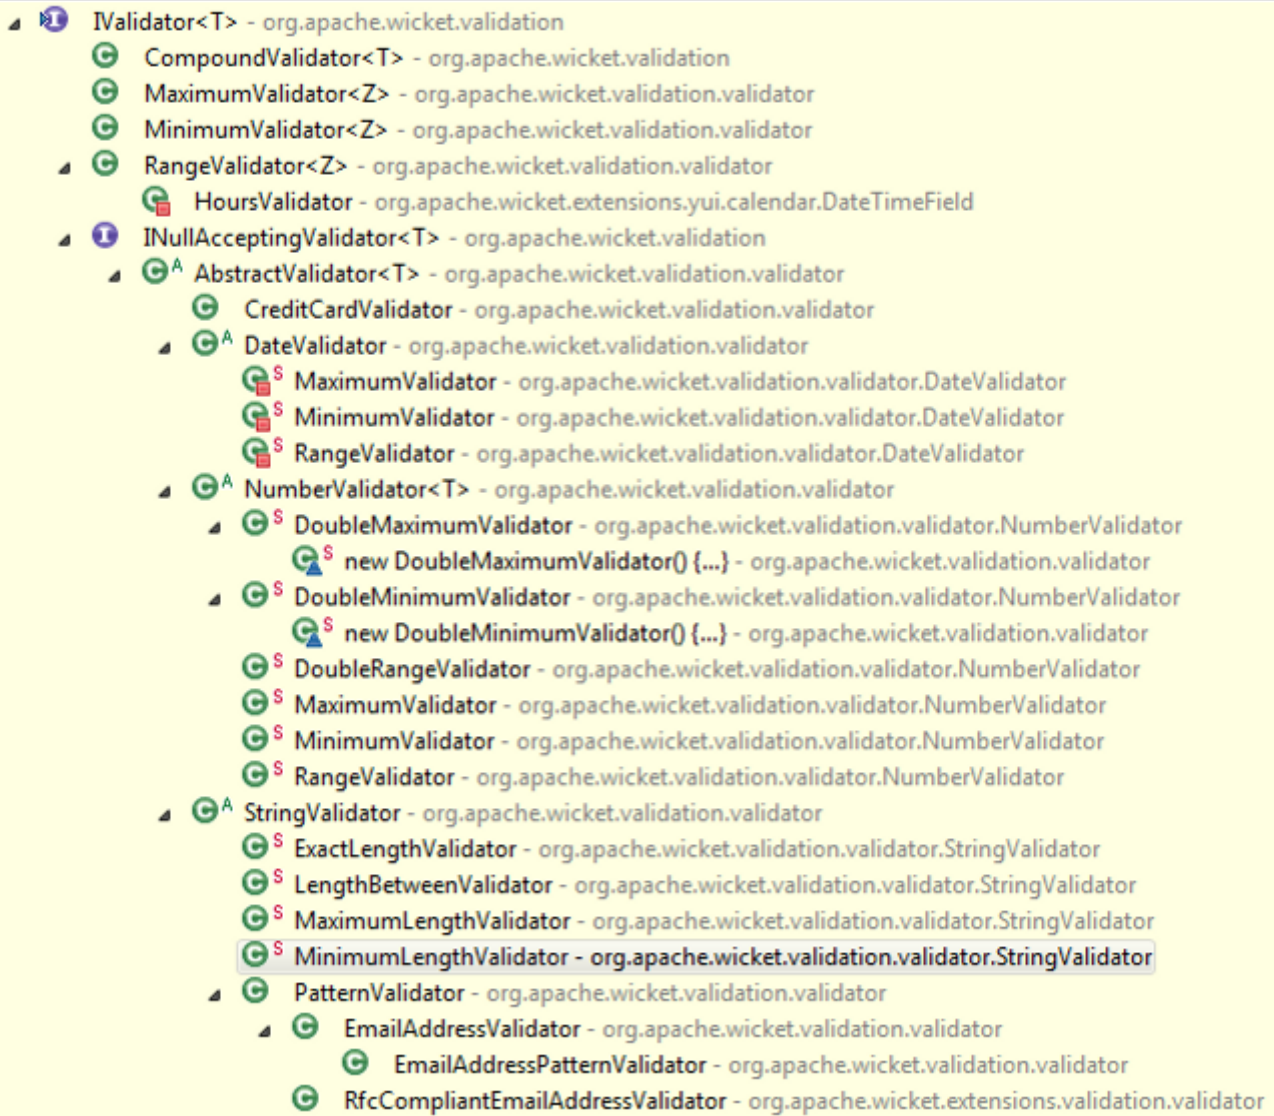 IValidator<T> - org.apache.wicket.validation
CompoundValidator<T> - org.apache.wicket.validation
MaximumValidator<Z> - org.apache.wicket.validation.validator
MinimumValidator<Z> - org.apache.wicket.validation.validator
RangeValidator<Z> - org.apache.wicket.validation.validator
HoursValidator - org.apache.wicket.extensions.yui.calendar.DateTimeField
INullAcceptingValidator<T> - org.apache.wicket.validation
AbstractValidator<T> - org.apache.wicket.validation.validator
CreditCardValidator - org.apache.wicket.validation.validator
DateValidator - org.apache.wicket.validation.validator
MaximumValidator - org.apache.wicket.validation.validator.DateValidator
MinimumValidator - org.apache.wicket.validation.validator.DateValidator
RangeValidator - org.apache.wicket.validation.validator.DateValidator
NumberValidator<T> - org.apache.wicket.validation.validator
DoubleMaximumValidator - org.apache.wicket.validation.validator.NumberValidator
new DoubleMaximumValidator() {...} - org.apache.wicket.validation.validator
DoubleMinimumValidator - org.apache.wicket.validation.validator.NumberValidator
new DoubleMinimumValidator() {...} - org.apache.wicket.validation.validator
DoubleRangeValidator - org.apache.wicket.validation.validator.NumberValidator
MaximumValidator - org.apache.wicket.validation.validator.NumberValidator
MinimumValidator - org.apache.wicket.validation.validator.NumberValidator
RangeValidator - org.apache.wicket.validation.validator.NumberValidator
StringValidator - org.apache.wicket.validation.validator
ExactLengthValidator - org.apache.wicket.validation.validator.StringValidator
LengthBetweenValidator - org.apache.wicket.validation.validator.StringValidator
MaximumLengthValidator - org.apache.wicket.validation.validator.StringValidator
MinimumLengthValidator - org.apache.wicket.validation.validator.StringValidator
PatternValidator - org.apache.wicket.validation.validator
EmailAddressValidator - org.apache.wicket.validation.validator
EmailAddressPatternValidator - org.apache.wicket.validation.validator
RfcCompliantEmailAddressValidator - org.apache.wicket.extensions.validation.validator